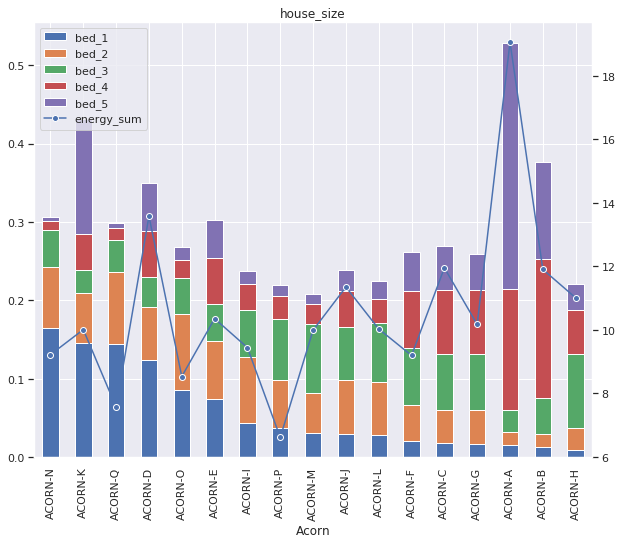 house_size
bed_1
bed_2
bed_3
bed_4
bed_5
energy_sum
0.5
0.4
0.3
0.2
0.1
0.0
18
16
14
12
10
8
6
ACORN-N
ACORN-K
ACORN-Q
ACORN-D
ACORN-O
ACORN-E
ACORN-I
ACORN-P
ACORN-M
ACORN-J
ACORN-L
ACORN-F
ACORN-C
ACORN-G
ACORN-A
ACORN-B
ACORN-H
Acorn